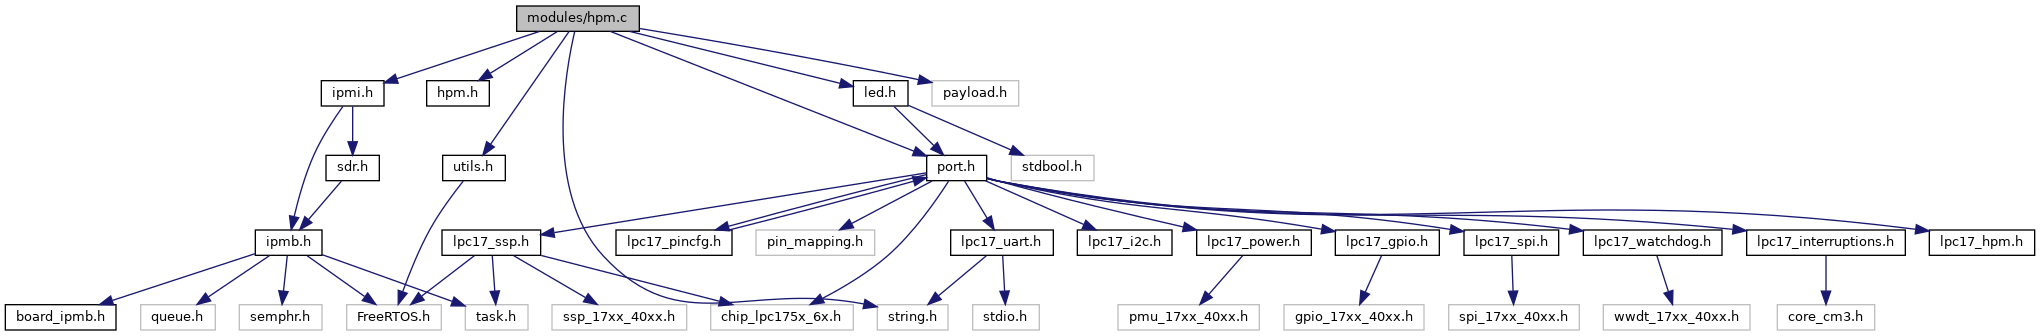 modules/hpm.c
ipmi.h
hpm.h
led.h
payload.h
sdr.h
utils.h
port.h
stdbool.h
ipmb.h
lpc17_ssp.h
lpc17_pincfg.h
pin_mapping.h
lpc17_uart.h
lpc17_i2c.h
lpc17_power.h
lpc17_gpio.h
lpc17_spi.h
lpc17_watchdog.h
lpc17_interruptions.h
lpc17_hpm.h
board_ipmb.h
queue.h
semphr.h
FreeRTOS.h
task.h
ssp_17xx_40xx.h
chip_lpc175x_6x.h
string.h
stdio.h
pmu_17xx_40xx.h
gpio_17xx_40xx.h
spi_17xx_40xx.h
wwdt_17xx_40xx.h
core_cm3.h